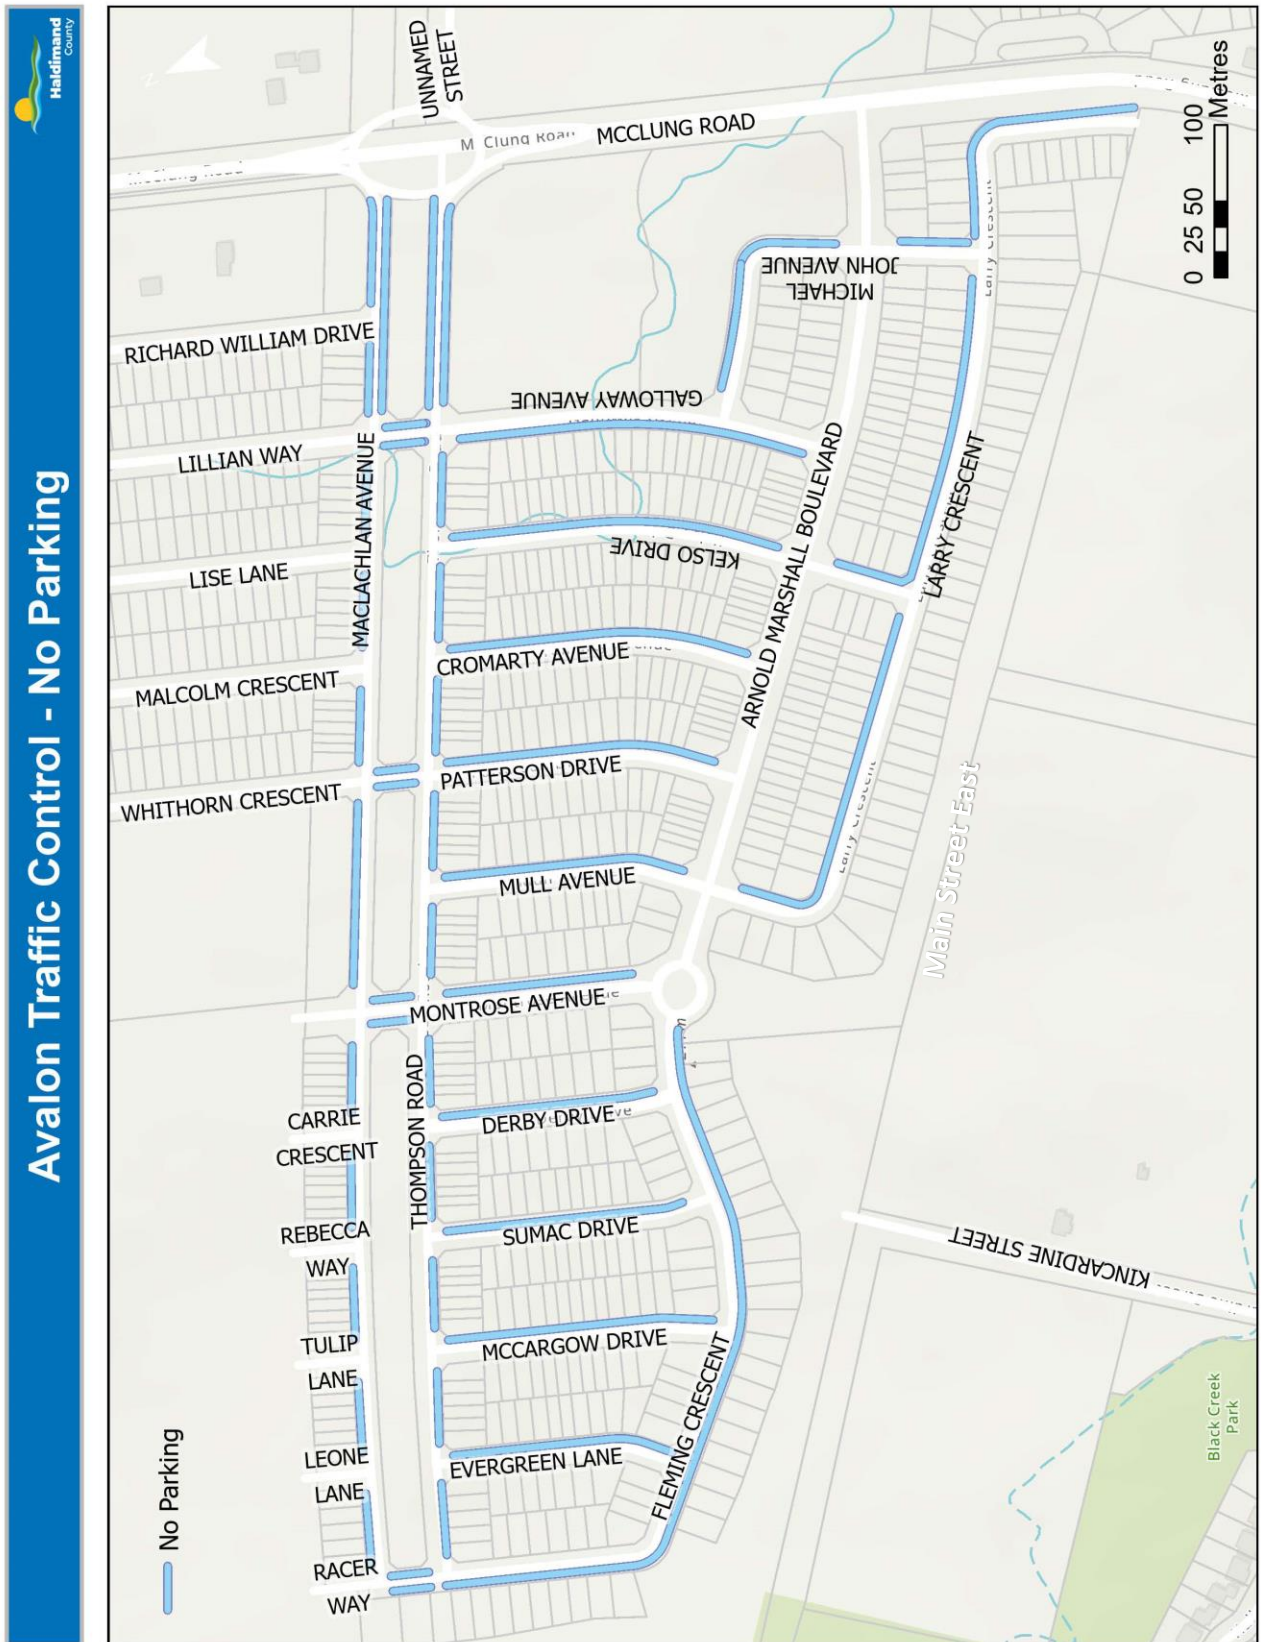 Avalon Traffic Control - No Parking
Haldimand
County
UNNAMED
STREET
McClung Road
MCCLUNG ROAD
RICHARD WILLIAM DRIVE
LILLIAN WAY
MACLACHLAN AVENUE
LISE LANE
MALCOLM CRESCENT
WHITHORN CRESCENT
GALLOWAY AVENUE
MICHAEL
JOHN AVENUE
Larry Crescent
KELSO DRIVE
ARNOLD MARSHALL BOULEVARD
LARRY CRESCENT
CROMARTY AVENUE
PATTERSON DRIVE
MULL AVENUE
Larry Crescent
Main Street East
MONTROSE AVENUE
THOMPSON ROAD
CARRIE
CRESCENT
DERBY DRIVE
REBECCA
WAY
SUMAC DRIVE
TULIP
LANE
MCCARGOW DRIVE
LEONE
LANE
EVERGREEN LANE
FLEMING CRESCENT
RACER
WAY
KINCARDINE STREET
Black Creek
Park
No Parking
0 25 50 100
Metres
N